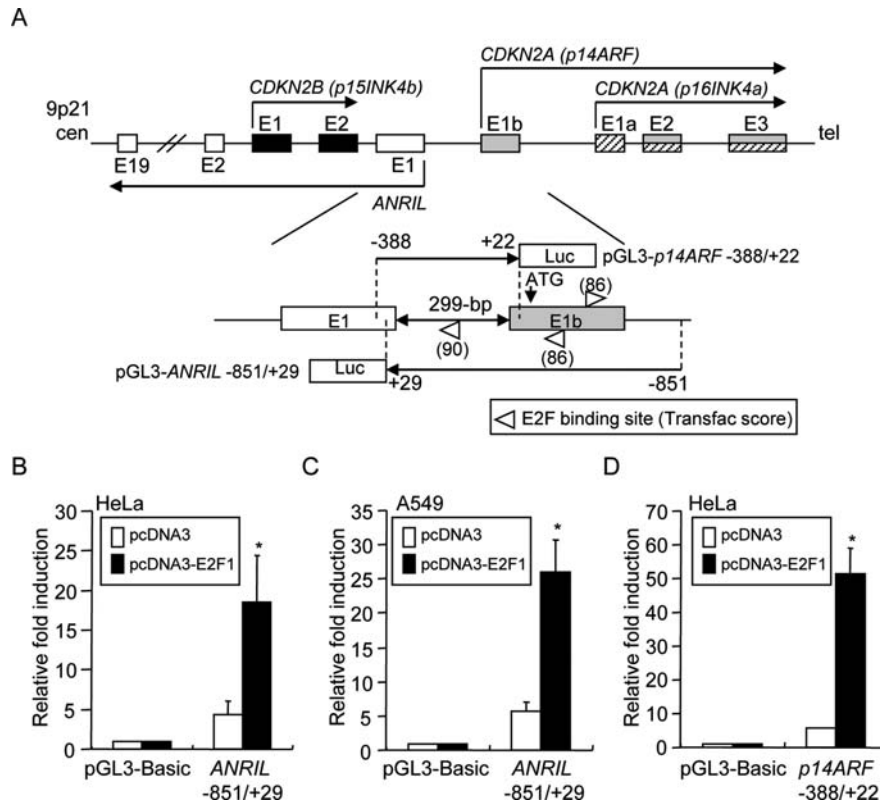 A
CDKN2A (p14ARF)
CDKN2B (p15INK4b)
CDKN2A (p16INK4a)
9p21
cen
E1
E2
E1b
E1a
E2
E3
tel
E19
E2
E1
ANRIL
-388
+22
Luc
pGL3-p14ARF -388/+22
ATG
(86)
299-bp
E1
E1b
(90)
(86)
pGL3-ANRIL -851/+29
Luc
+29
-851
E2F binding site (Transfac score)
B
HeLa
pcDNA3
pcDNA3-E2F1
*
Relative fold induction
30
25
20
15
10
5
0
pGL3-Basic
ANRIL
-851/+29
C
A549
pcDNA3
pcDNA3-E2F1
*
Relative fold induction
35
30
25
20
15
10
5
0
pGL3-Basic
ANRIL
-851/+29
D
HeLa
pcDNA3
pcDNA3-E2F1
*
Relative fold induction
70
60
50
40
30
20
10
0
pGL3-Basic
p14ARF
-388/+22